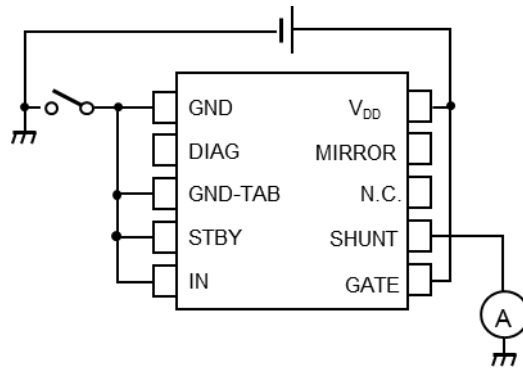 GND
DIAG
GND-TAB
STBY
IN
V_DD
MIRROR
N.C.
SHUNT
GATE
A